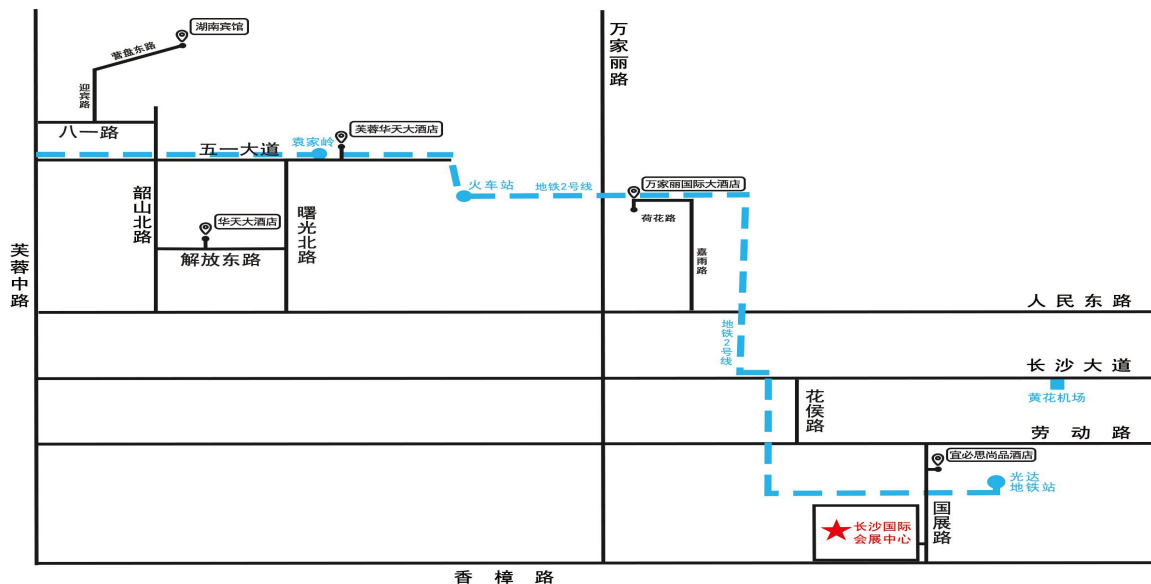 湖南宾馆
万家丽路
营盘东路
迎宾路
八一路
五一大道
袁家岭
芙蓉华天大酒店
火车站
地铁2号线
万家丽国际大酒店
荷花路
韶山北路
华天大酒店
曙光北路
解放东路
嘉雨路
芙蓉中路
人民东路
地铁2号线
长沙大道
花侯路
黄花机场
劳动路
宜必思尚品酒店
光达
地铁站
国展路
长沙国际
会展中心
香樟路